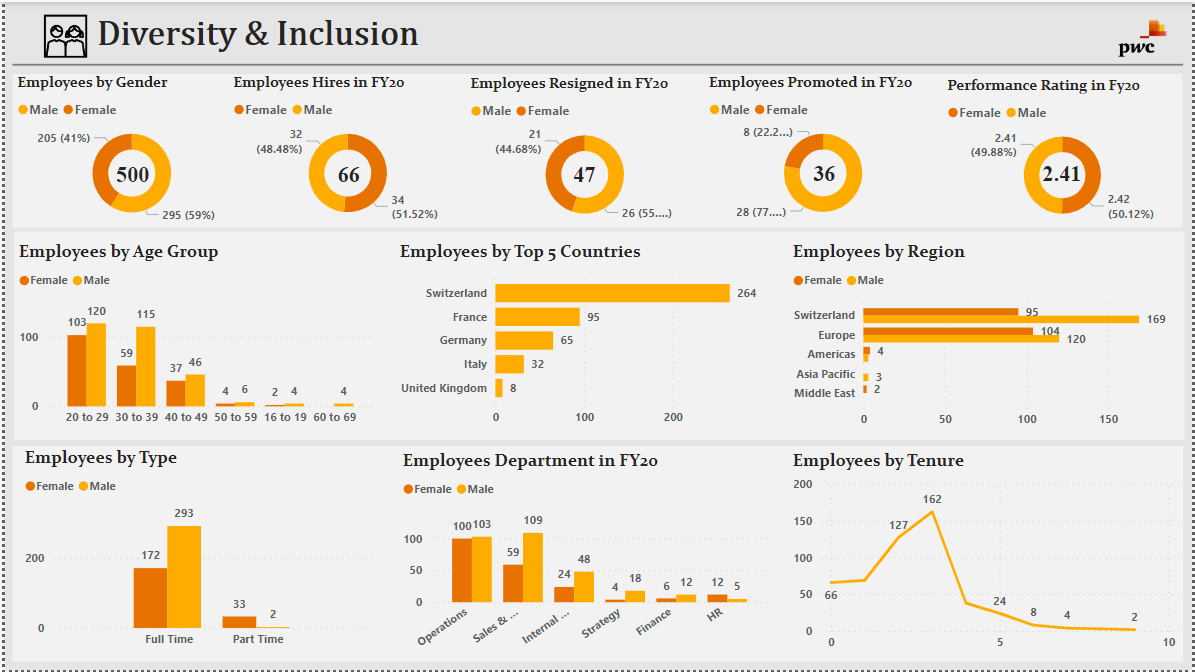 Diversity & Inclusion
pwc
Employees by Gender
Male Female
205 (41%)
500
295 (59%)
Employees Hires in FY20
Female Male
32
(48.48%)
66
34
(51.52%)
Employees Resigned in FY20
Male Female
21
(44.68%)
47
26 (55....)
Employees Promoted in FY20
Male Female
8 (22.2...)
36
28 (77....)
Performance Rating in Fy20
Female Male
2.41
(49.88%)
2.41
2.42
(50.12%)
Employees by Age Group
Female Male
103 120 59 115 37 46 4 6 2 4 4
100
0
20 to 29 30 to 39 40 to 49 50 to 59 16 to 19 60 to 69
Employees by Top 5 Countries
Switzerland 264
France 95
Germany 65
Italy 32
United Kingdom 8
0 100 200
Employees by Region
Female Male
Switzerland 95 169
Europe 104 120
Americas 4
Asia Pacific 3
Middle East 2
0 50 100 150
Employees by Type
Female Male
172 293 33 2
200
0
Full Time Part Time
Employees Department in FY20
Female Male
100 103 59 109 24 48 4 18 6 12 12 5
100
50
0
Operations Sales & ... Internal ... Strategy Finance HR
Employees by Tenure
200
150
100
50
0
66 127 162 24 8 4 2
0 5 10